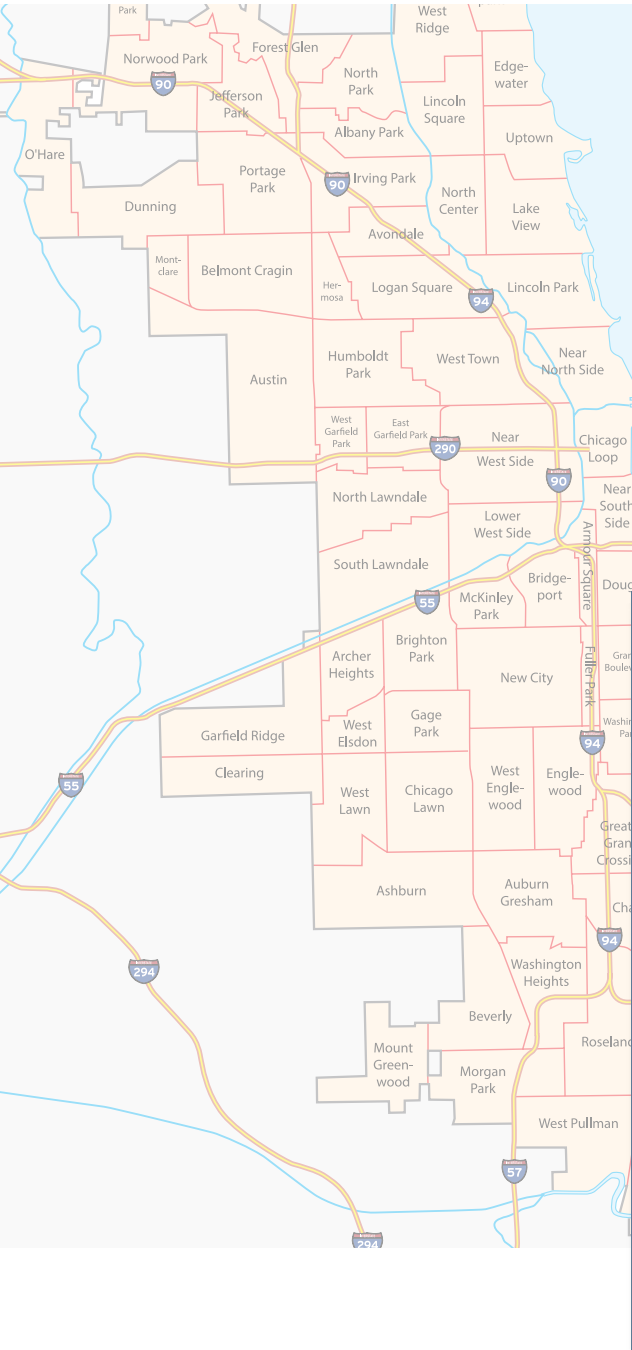 Park
West
Ridge
Norwood Park
Forest Glen
North
Park
Edge-
water
90
Jefferson
Park
Lincoln
Square
Albany Park
Uptown
O'Hare
Portage
Park
90
Irving Park
North
Center
Dunning
Lake
View
Avondale
Mont-
clare
Belmont Cragin
Her-
mosa
Logan Square
94
Lincoln Park
Humboldt
Park
West Town
Near
North Side
Austin
West
Garfield
Park
East
Garfield Park
290
Near
West Side
Chicago
Loop
90
North Lawndale
Near
South
Side
Lower
West Side
Armour Square
South Lawndale
Bridge-
port
55
McKinley
Park
Brighton
Park
Archer
Heights
New City
Fuller Park
Garfield Ridge
West
Elsdon
Gage
Park
94
Clearing
55
West
Lawn
Chicago
Lawn
West
Engle-
wood
Engle-
wood
Ashburn
Auburn
Gresham
94
294
Washington
Heights
Beverly
Mount
Green-
wood
Morgan
Park
West Pullman
57
294